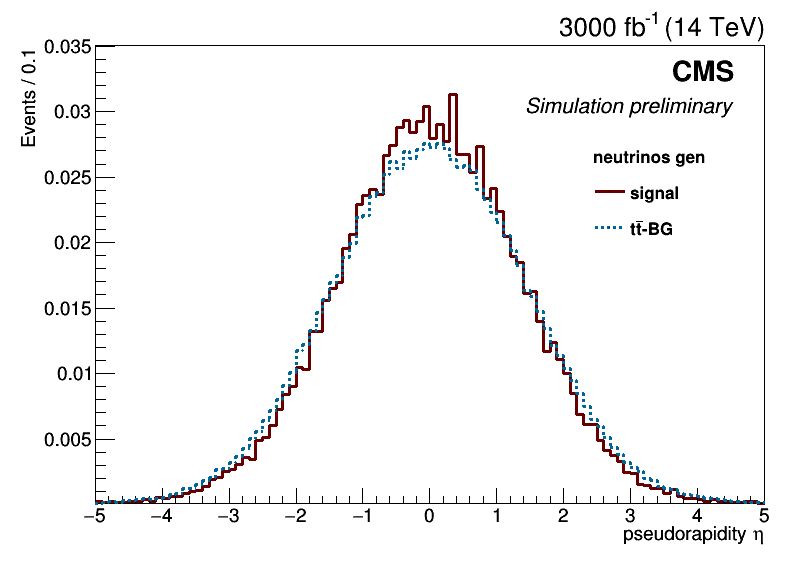 3000 fb⁻¹ (14 TeV)
Events / 0.1
CMS
Simulation preliminary
neutrinos gen
signal
tt̄-BG
0.035
0.03
0.025
0.02
0.015
0.01
0.005
−5 −4 −3 −2 −1 0 1 2 3 4 5
pseudorapidity η